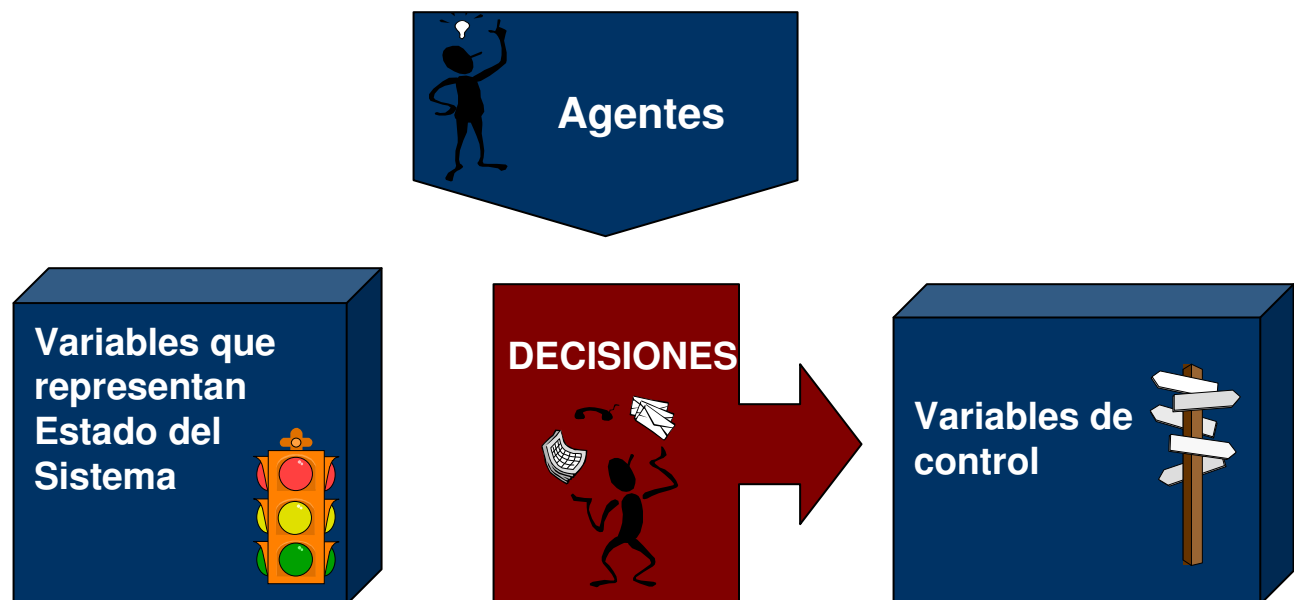 Agentes
Variables que
representan
Estado del
Sistema
DECISIONES
Variables de
control